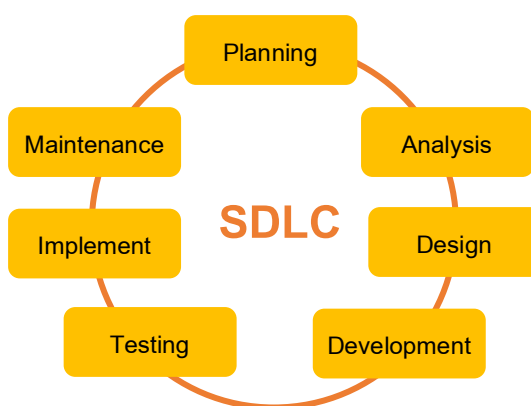 Planning
Maintenance
Analysis
SDLC
Implement
Design
Testing
Development